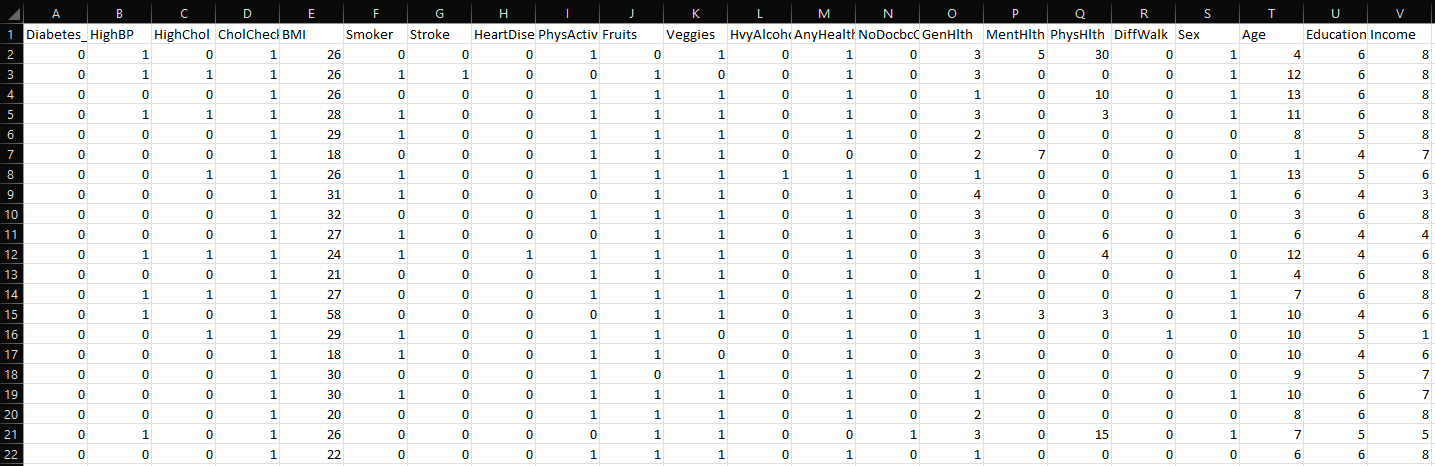 A B C D E F G H I J K L M N O P Q R S T U V
1 Diabetes_ HighBP HighChol CholCheck BMI Smoker Stroke HeartDise PhysActiv Fruits Veggies HvyAlcoho AnyHealth NoDocbcC GenHlth MentHlth PhysHlth DiffWalk Sex Age Education Income
2 0 1 0 1 26 0 0 0 1 0 1 0 1 0 3 5 30 0 1 4 6 8
3 0 1 1 1 26 1 1 0 0 1 0 0 1 0 3 0 0 0 1 12 6 8
4 0 0 0 1 26 0 0 0 1 1 1 0 1 0 1 0 10 0 1 13 6 8
5 0 1 1 1 28 1 0 0 1 1 1 0 1 0 3 0 3 0 1 11 6 8
6 0 0 0 1 29 1 0 0 1 1 1 0 1 0 2 0 0 0 0 8 5 8
7 0 0 0 1 18 0 0 0 1 1 1 0 0 0 2 7 0 0 0 1 4 7
8 0 0 1 1 26 1 0 0 1 1 1 1 1 0 1 0 0 0 1 13 5 6
9 0 0 0 1 31 1 0 0 0 1 1 0 1 0 4 0 0 0 1 6 4 3
10 0 0 0 1 32 0 0 0 1 1 1 0 1 0 3 0 0 0 0 3 6 8
11 0 0 0 1 27 1 0 0 0 1 1 0 1 0 3 0 6 0 1 6 4 4
12 0 1 1 1 24 1 0 1 1 1 1 0 1 0 3 0 4 0 0 12 4 6
13 0 0 0 1 21 0 0 0 1 1 1 0 1 0 1 0 0 0 1 4 6 8
14 0 1 1 1 27 0 0 0 1 1 1 0 1 0 2 0 0 0 1 7 6 8
15 0 1 0 1 58 0 0 0 0 1 1 0 1 0 3 3 3 0 1 10 4 6
16 0 0 1 1 29 1 0 0 1 1 0 0 1 0 1 0 0 1 0 10 5 1
17 0 0 0 1 18 1 0 0 1 1 0 0 1 0 3 0 0 0 0 10 4 6
18 0 0 0 1 30 0 0 0 1 0 1 0 1 0 2 0 0 0 0 9 5 7
19 0 0 0 1 30 1 0 0 1 1 1 0 1 0 1 0 0 0 1 10 6 7
20 0 0 0 1 20 0 0 0 1 1 1 0 1 0 2 0 0 0 0 8 6 8
21 0 1 0 1 26 0 0 0 0 1 1 0 0 1 3 0 15 0 1 7 5 5
22 0 0 0 1 22 0 0 0 1 1 1 0 1 0 1 0 0 0 0 6 6 8